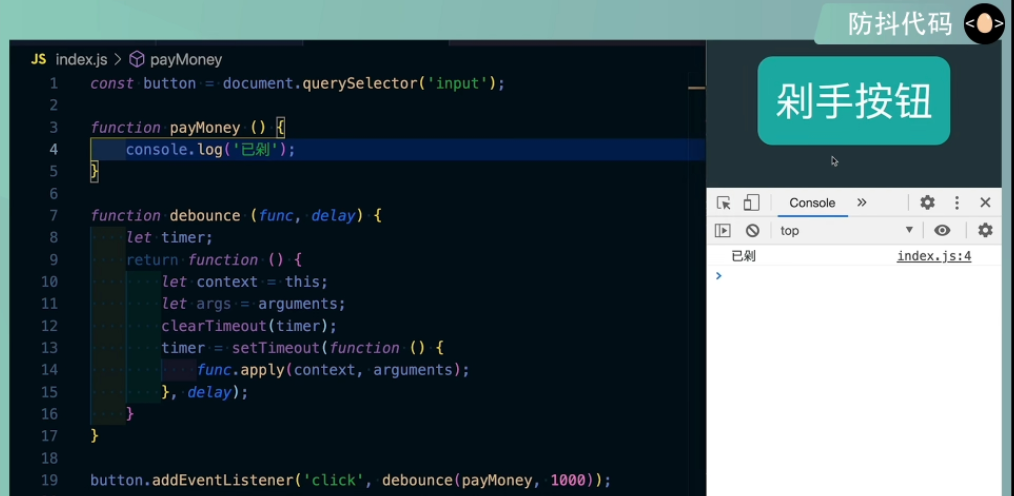 防抖代码
JS index.js > payMoney
剁手按钮
1 const button = document.querySelector('input');
2
3 function payMoney () {
4 console.log('已剁');
5 }
6
7 function debounce (func, delay) {
8 let timer;
9 return function () {
10 let context = this;
11 let args = arguments;
12 clearTimeout(timer);
13 timer = setTimeout(function () {
14 func.apply(context, arguments);
15 }, delay);
16 }
17 }
18
19 button.addEventListener('click', debounce(payMoney, 1000));
Console
top
已剁 index.js:4